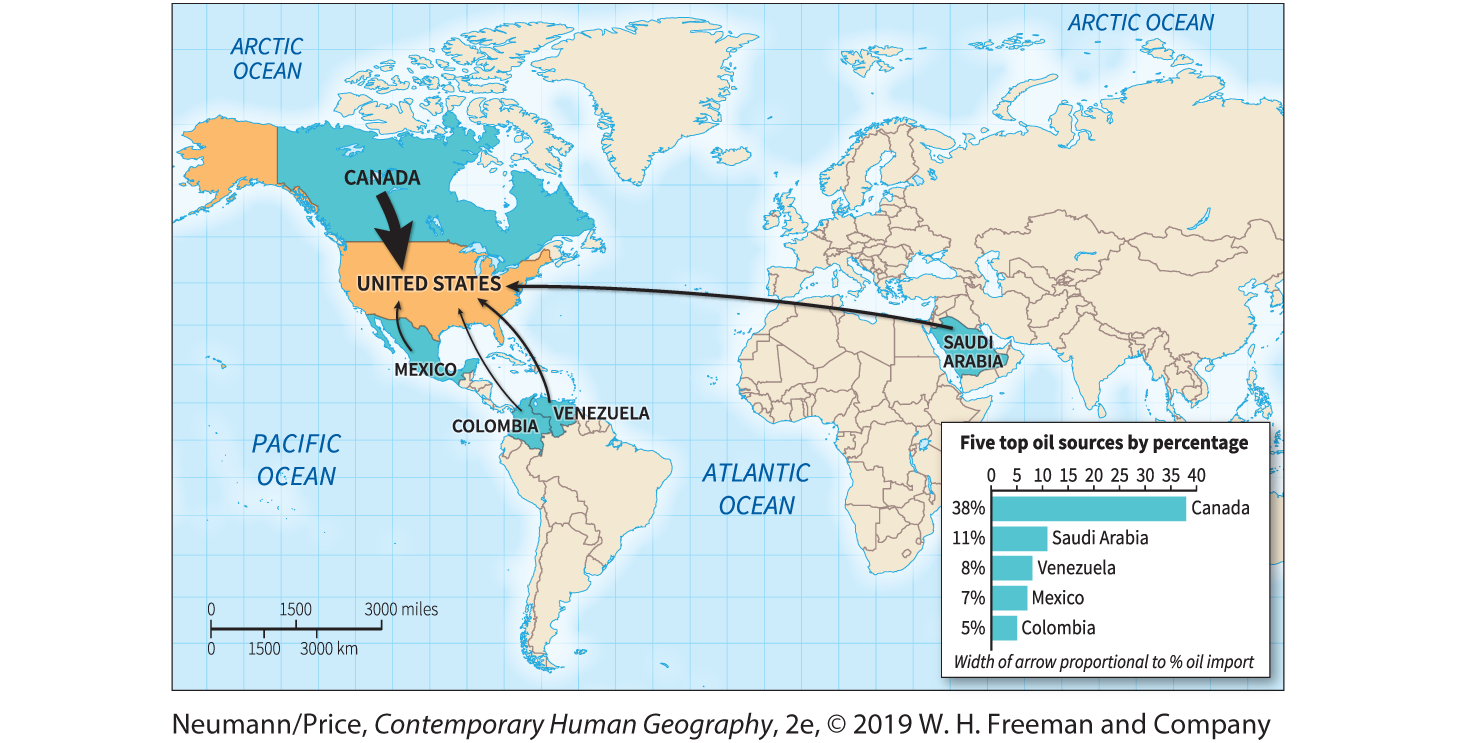 ARCTIC
OCEAN
ARCTIC OCEAN
CANADA
UNITED STATES
MEXICO
COLOMBIA
VENEZUELA
SAUDI
ARABIA
PACIFIC
OCEAN
ATLANTIC
OCEAN
0 1500 3000 miles
0 1500 3000 km
Five top oil sources by percentage
0 5 10 15 20 25 30 35 40
38% Canada
11% Saudi Arabia
8% Venezuela
7% Mexico
5% Colombia
Width of arrow proportional to % oil import
Neumann/Price, Contemporary Human Geography, 2e, © 2019 W. H. Freeman and Company